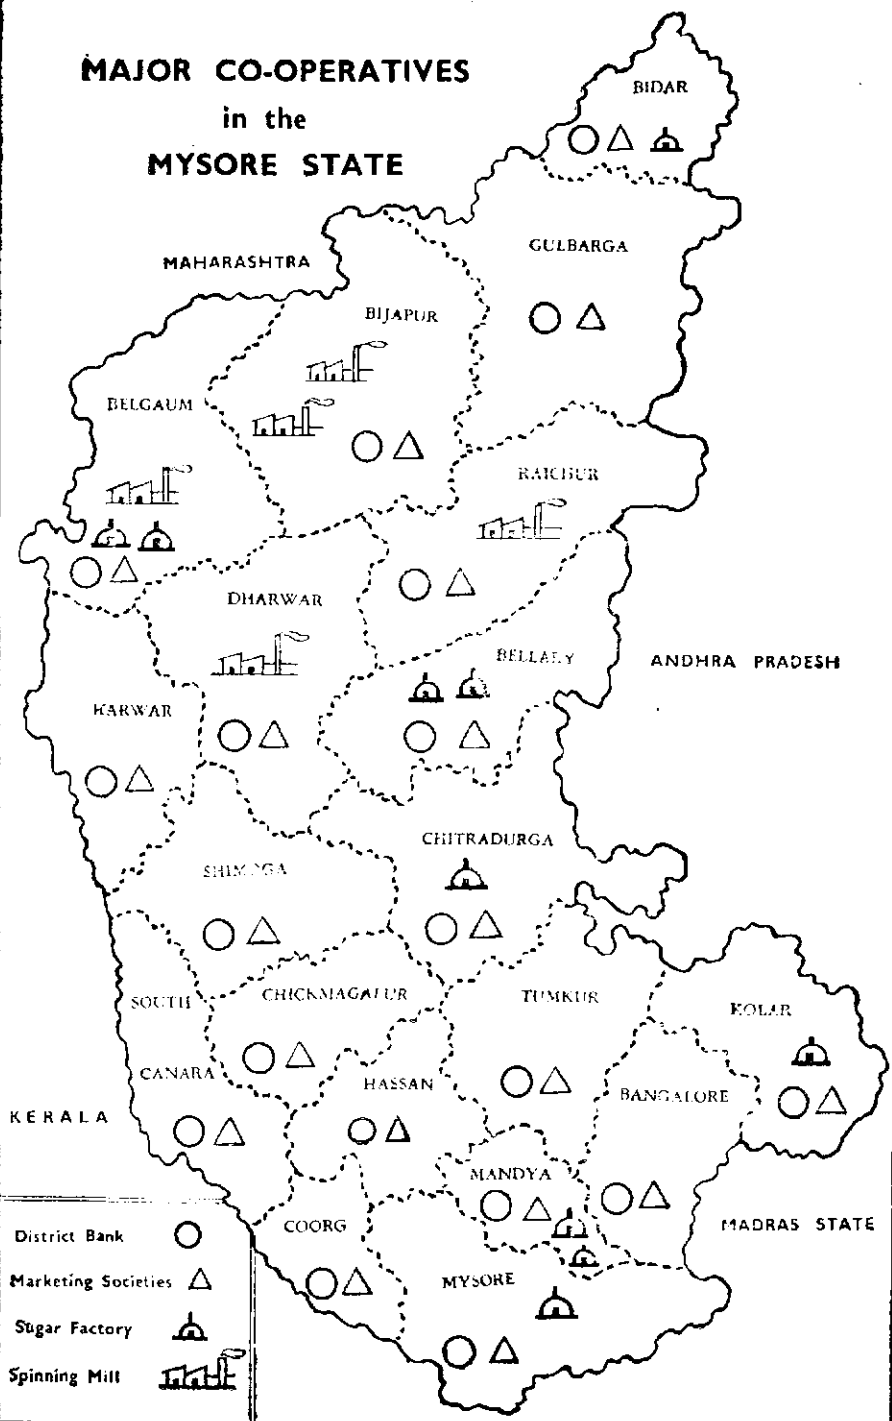 MAJOR CO-OPERATIVES
in the
MYSORE STATE
BIDAR
GULBARGA
MAHARASHTRA
BIJAPUR
BELGAUM
RAICHUR
DHARWAR
BELLARY
ANDHRA PRADESH
KARWAR
CHITRADURGA
SHIMOGA
SOUTH
CANARA
CHICKMAGALUR
TUMKUR
KOLAR
HASSAN
BANGALORE
KERALA
MANDYA
COORG
MADRAS STATE
MYSORE
District Bank
Marketing Societies
Sugar Factory
Spinning Mill